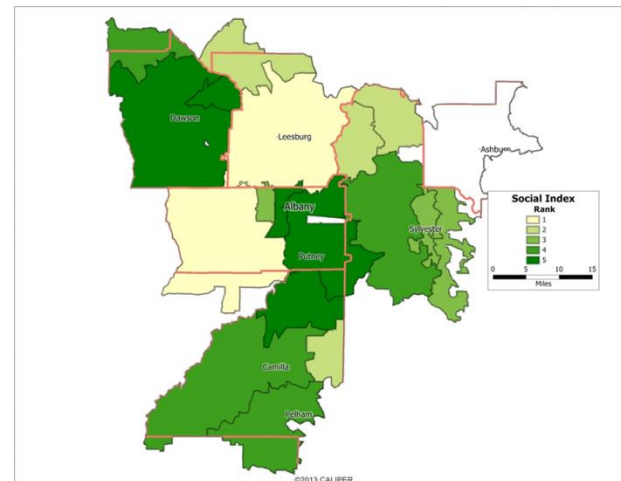 Dawson
·Leesburg
·Ashburn
Albany
Putney
Sylvester
Camilla
Pelham
Social Index
Rank
1
2
3
4
5
0 5 10 15
Miles
©2013 CALIPER